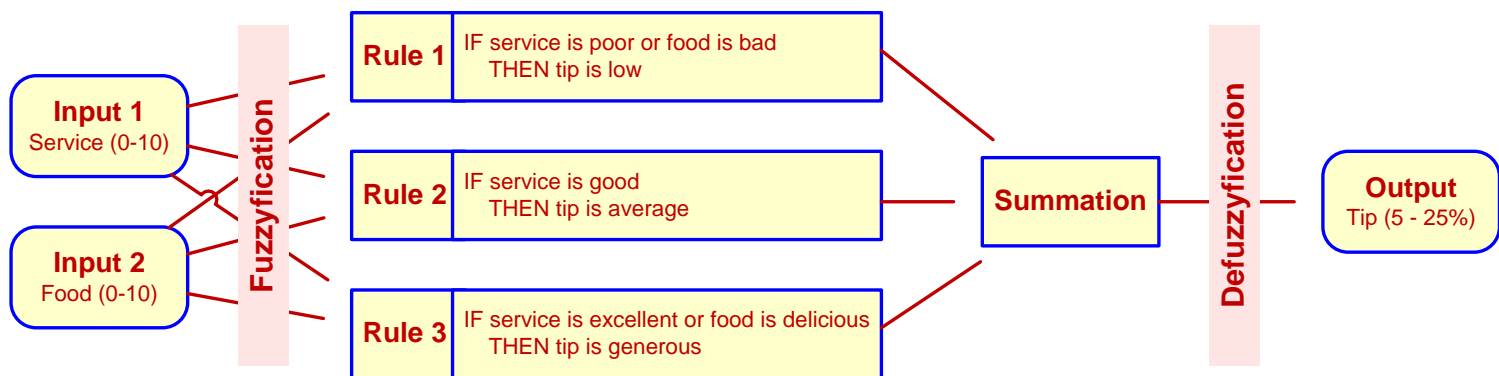 Input 1
Service (0-10)
Input 2
Food (0-10)
Fuzzyfication
Rule 1
IF service is poor or food is bad
THEN tip is low
Rule 2
IF service is good
THEN tip is average
Rule 3
IF service is excellent or food is delicious
THEN tip is generous
Summation
Defuzzyfication
Output
Tip (5 - 25%)